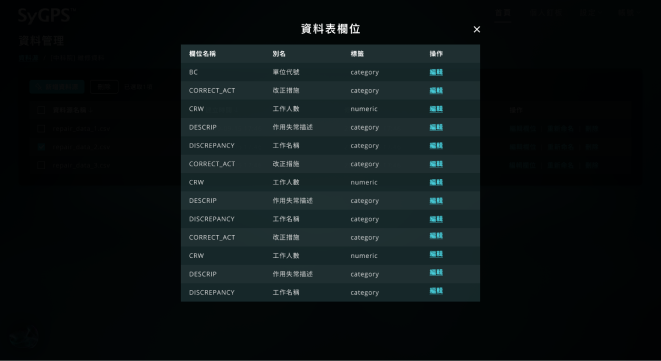 SyGPS
資料表欄位
×
資料管理
欄位名稱 別名 標籤 操作
BC 單位代號 category 編輯
CORRECT_ACT 改正措施 category 編輯
CRW 工作人數 numeric 編輯
DESCRIP 作用失常描述 category 編輯
DISCREPANCY 工作名稱 category 編輯
CORRECT_ACT 改正措施 category 編輯
CRW 工作人數 numeric 編輯
DESCRIP 作用失常描述 category 編輯
DISCREPANCY 工作名稱 category 編輯
CORRECT_ACT 改正措施 category 編輯
CRW 工作人數 numeric 編輯
DESCRIP 作用失常描述 category 編輯
DISCREPANCY 工作名稱 category 編輯